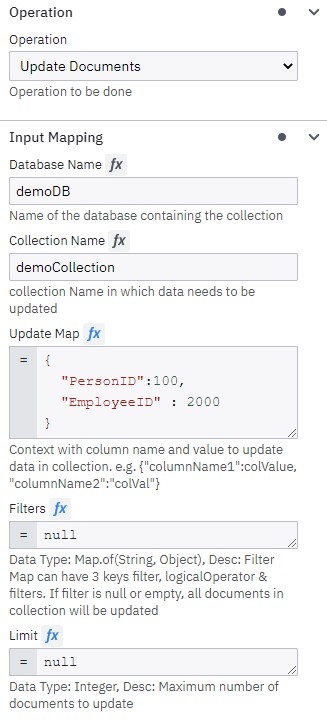 Operation
Operation
Update Documents
Operation to be done
Input Mapping
Database Name fx
demoDB
Name of the database containing the collection
Collection Name fx
demoCollection
collection Name in which data needs to be
updated
Update Map fx
= {
"PersonID":100,
"EmployeeID" : 2000
}
Context with column name and value to update
data in collection. e.g. {"columnName1":colValue,
"columnName2":"colVal"}
Filters fx
= null
Data Type: Map.of(String, Object), Desc: Filter
Map can have 3 keys filter, logicalOperator &
filters. If filter is null or empty, all documents in
collection will be updated
Limit fx
= null
Data Type: Integer, Desc: Maximum number of
documents to update